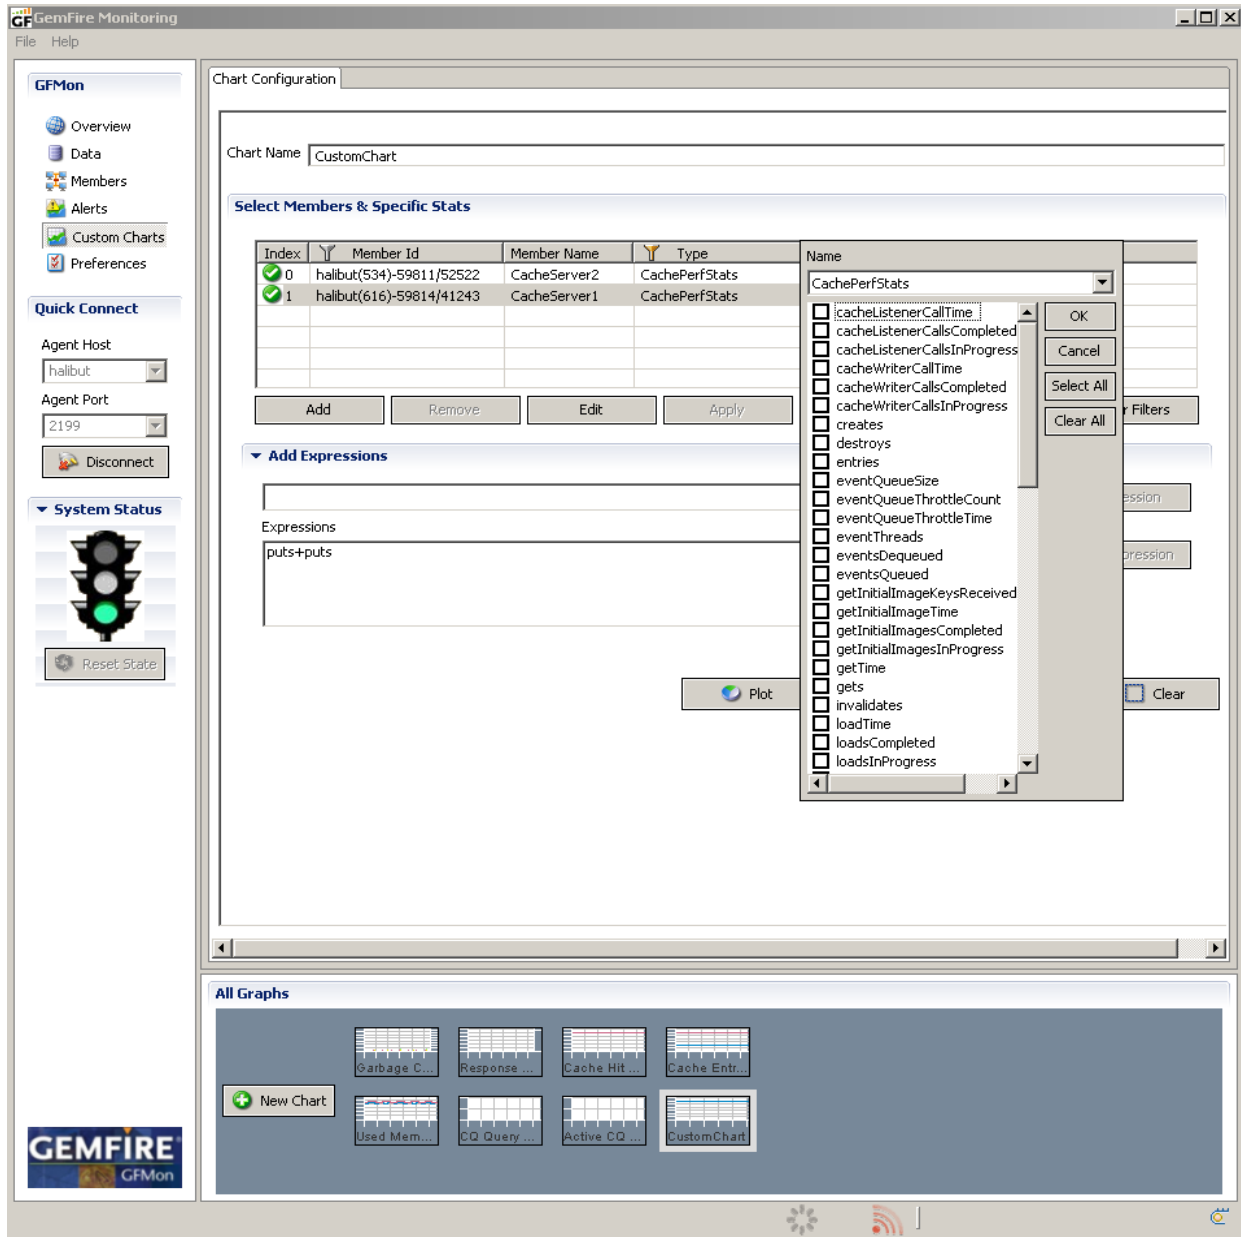 GemFire Monitoring
File Help
GFMon
Overview
Data
Members
Alerts
Custom Charts
Preferences
Quick Connect
Agent Host
halibut
Agent Port
2199
Disconnect
System Status
Reset State
GEMFIRE
GFMon
Chart Configuration
Chart Name CustomChart
Select Members & Specific Stats
Index Member Id Member Name Type
0 halibut(534)-59811/52522 CacheServer2 CachePerfStats
1 halibut(616)-59814/41243 CacheServer1 CachePerfStats
Add Remove Edit Apply r Filters
Add Expressions
ession
Expressions
puts+puts
pression
Plot Clear
Name
CachePerfStats
cacheListenerCallTime
cacheListenerCallsCompleted
cacheListenerCallsInProgress
cacheWriterCallTime
cacheWriterCallsCompleted
cacheWriterCallsInProgress
creates
destroys
entries
eventQueueSize
eventQueueThrottleCount
eventQueueThrottleTime
eventThreads
eventsDequeued
eventsQueued
getInitialImageKeysReceived
getInitialImageTime
getInitialImagesCompleted
getInitialImagesInProgress
getTime
gets
invalidates
loadTime
loadsCompleted
loadsInProgress
OK
Cancel
Select All
Clear All
All Graphs
New Chart
Garbage C... Response ... Cache Hit ... Cache Entr...
Used Mem... CQ Query ... Active CQ ... CustomChart